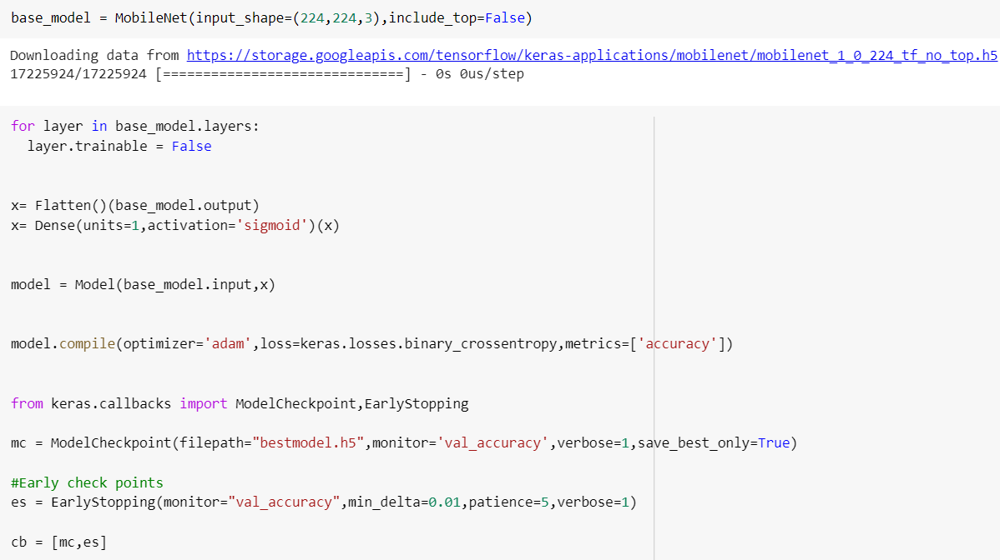 base_model = MobileNet(input_shape=(224,224,3),include_top=False)
Downloading data from https://storage.googleapis.com/tensorflow/keras-applications/mobilenet/mobilenet_1_0_224_tf_no_top.h5
17225924/17225924 [==============================] - 0s 0us/step
for layer in base_model.layers:
  layer.trainable = False
x= Flatten()(base_model.output)
x= Dense(units=1,activation='sigmoid')(x)
model = Model(base_model.input,x)
model.compile(optimizer='adam',loss=keras.losses.binary_crossentropy,metrics=['accuracy'])
from keras.callbacks import ModelCheckpoint,EarlyStopping
mc = ModelCheckpoint(filepath="bestmodel.h5",monitor='val_accuracy',verbose=1,save_best_only=True)
#Early check points
es = EarlyStopping(monitor="val_accuracy",min_delta=0.01,patience=5,verbose=1)
cb = [mc,es]